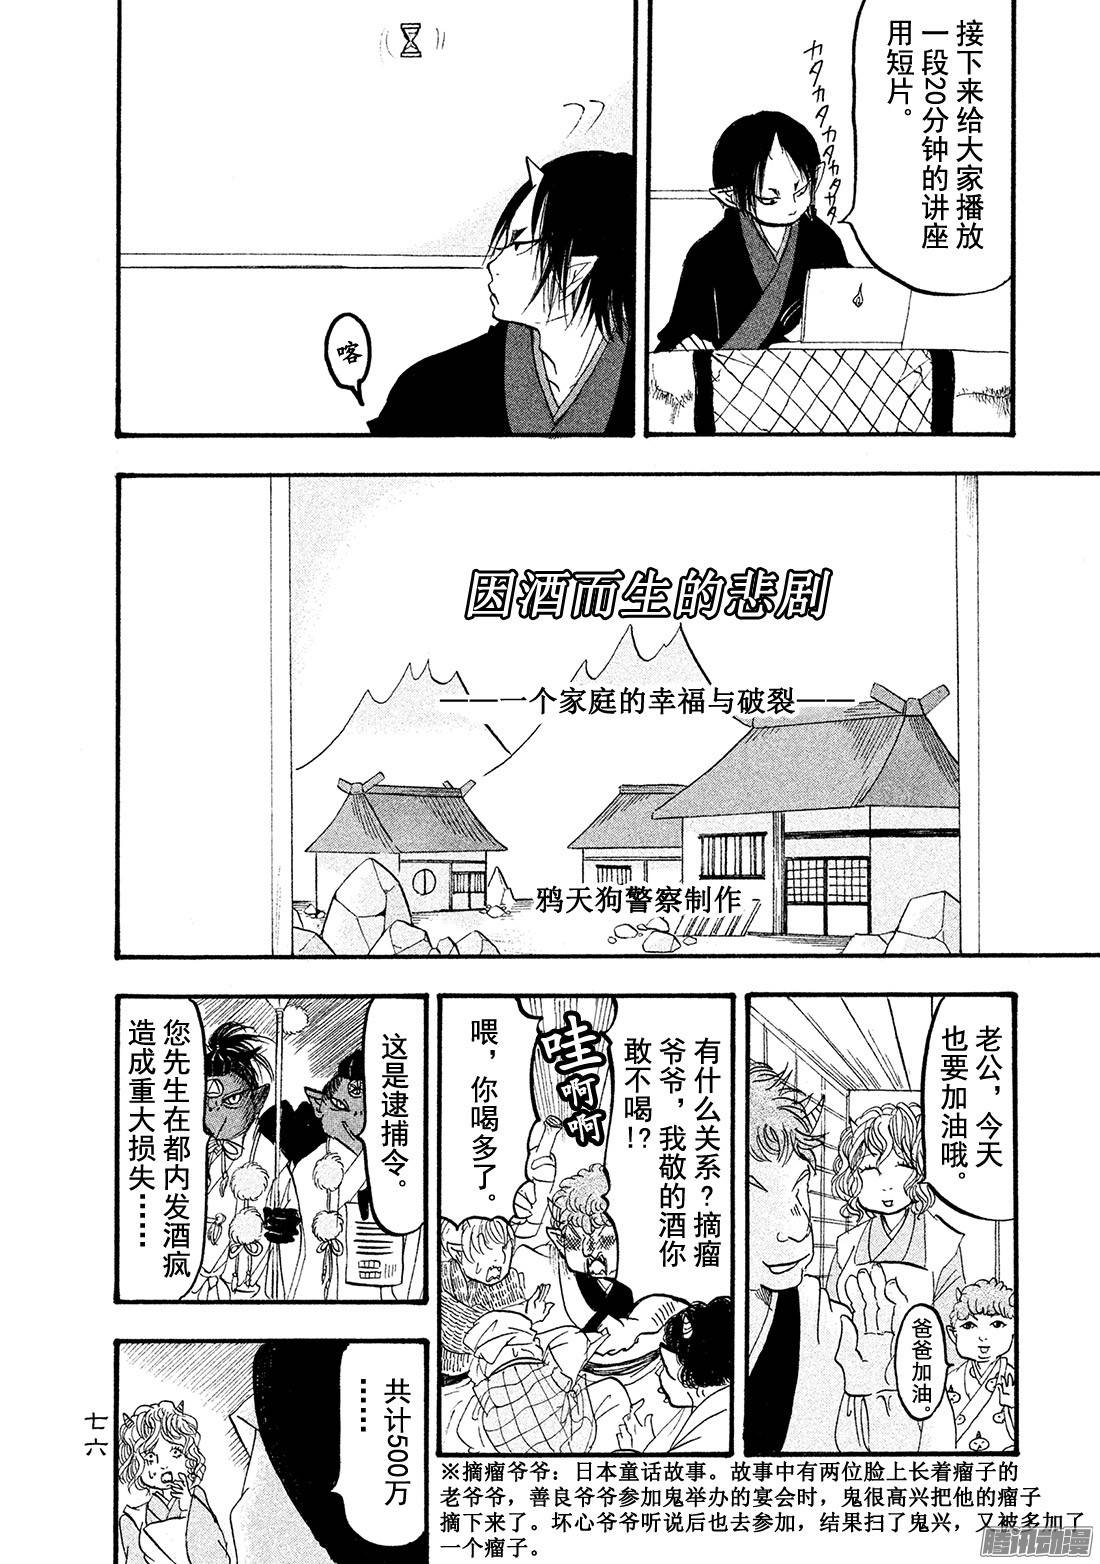 接下来给大家播放
一段20分钟的讲座
用短片。
カタカタカタカタカタカタ
喀
因酒而生的悲剧
——一个家庭的幸福与破裂——
鸦天狗警察制作
老公，今天
也要加油哦。
爸爸加油。
有什么关系？摘瘤
爷爷，我敬的酒你
敢不喝！？
哇啊啊
喂，你喝多了。
这是逮捕令。
您先生在都内发酒疯
造成重大损失……
共计500万
……
※摘瘤爷爷：日本童话故事。故事中有两位脸上长着瘤子的
老爷爷，善良爷爷参加鬼举办的宴会时，鬼很高兴把他的瘤子
摘下来了。坏心爷爷听说后也去参加，结果扫了鬼兴，又被多加了
一个瘤子。
七六
腾讯动漫